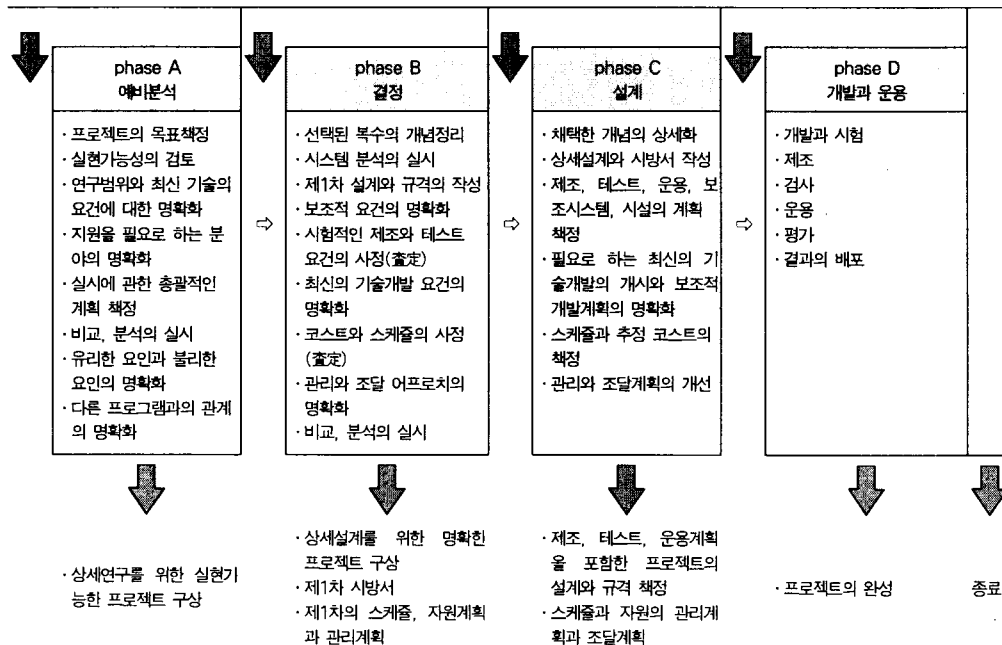 phase A
예비분석
· 프로젝트의 목표책정
· 실현가능성의 검토
· 연구범위와 최신 기술의
요건에 대한 명확화
· 지원을 필요로 하는 분
야의 명확화
· 실시에 관한 총괄적인
계획 책정
· 비교, 분석의 실시
· 유리한 요인과 불리한
요인의 명확화
· 다른 프로그램과의 관계
의 명확화
· 상세연구를 위한 실현가
능한 프로젝트 구상
phase B
결정
· 선택된 복수의 개념정리
· 시스템 분석의 실시
· 제1차 설계와 규격의 작성
· 보조적 요건의 명확화
· 시험적인 제조와 테스트
요건의 사정(査定)
· 최신의 기술개발 요건의
명확화
· 코스트와 스케쥴의 사정
(査定)
· 관리와 조달 어프로치의
명확화
· 비교, 분석의 실시
· 상세설계를 위한 명확한
프로젝트 구상
· 제1차 시방서
· 제1차의 스케쥴, 자원계획
과 관리계획
phase C
설계
· 채택한 개념의 상세화
· 상세설계와 시방서 작성
· 제조, 테스트, 운용, 보
조시스템, 시설의 계획
책정
· 필요로 하는 최신의 기
술개발의 개시와 보조적
개발계획의 명확화
· 스케쥴과 추정 코스트의
책정
· 관리와 조달계획의 개선
· 제조, 테스트, 운용계획
을 포함한 프로젝트의
설계와 규격 책정
· 스케쥴과 자원의 관리계
획과 조달계획
phase D
개발과 운용
· 개발과 시험
· 제조
· 검사
· 운용
· 평가
· 결과의 배포
· 프로젝트의 완성
종료